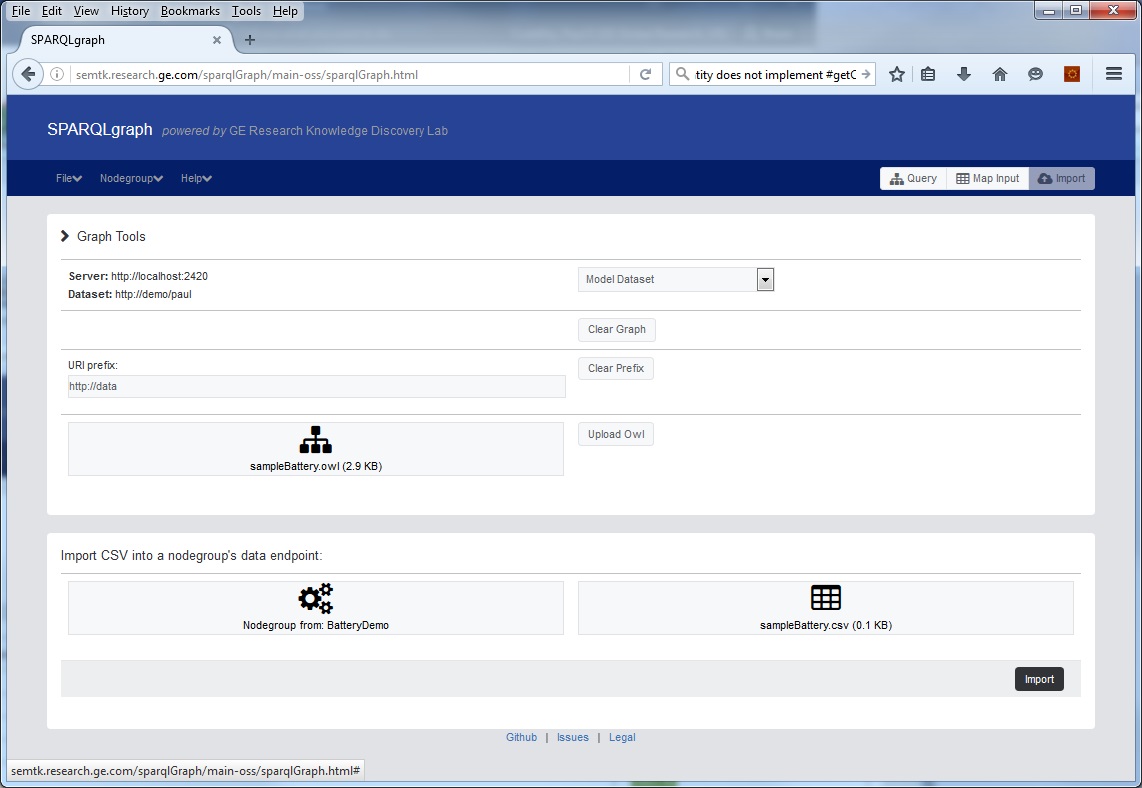 File Edit View History Bookmarks Tools Help
SPARQLgraph
semtk.research.ge.com/sparqlGraph/main-oss/sparqlGraph.html
tity does not implement #getC
SPARQLgraph powered by GE Research Knowledge Discovery Lab
File Nodegroup Help Query Map Input Import
Graph Tools
Server: http://localhost:2420
Model Dataset
Dataset: http://demo/paul
Clear Graph
URI prefix:
Clear Prefix
http://data
Upload Owl
sampleBattery.owl (2.9 KB)
Import CSV into a nodegroup's data endpoint:
Nodegroup from: BatteryDemo
sampleBattery.csv (0.1 KB)
Import
Github | Issues | Legal
semtk.research.ge.com/sparqlGraph/main-oss/sparqlGraph.html#